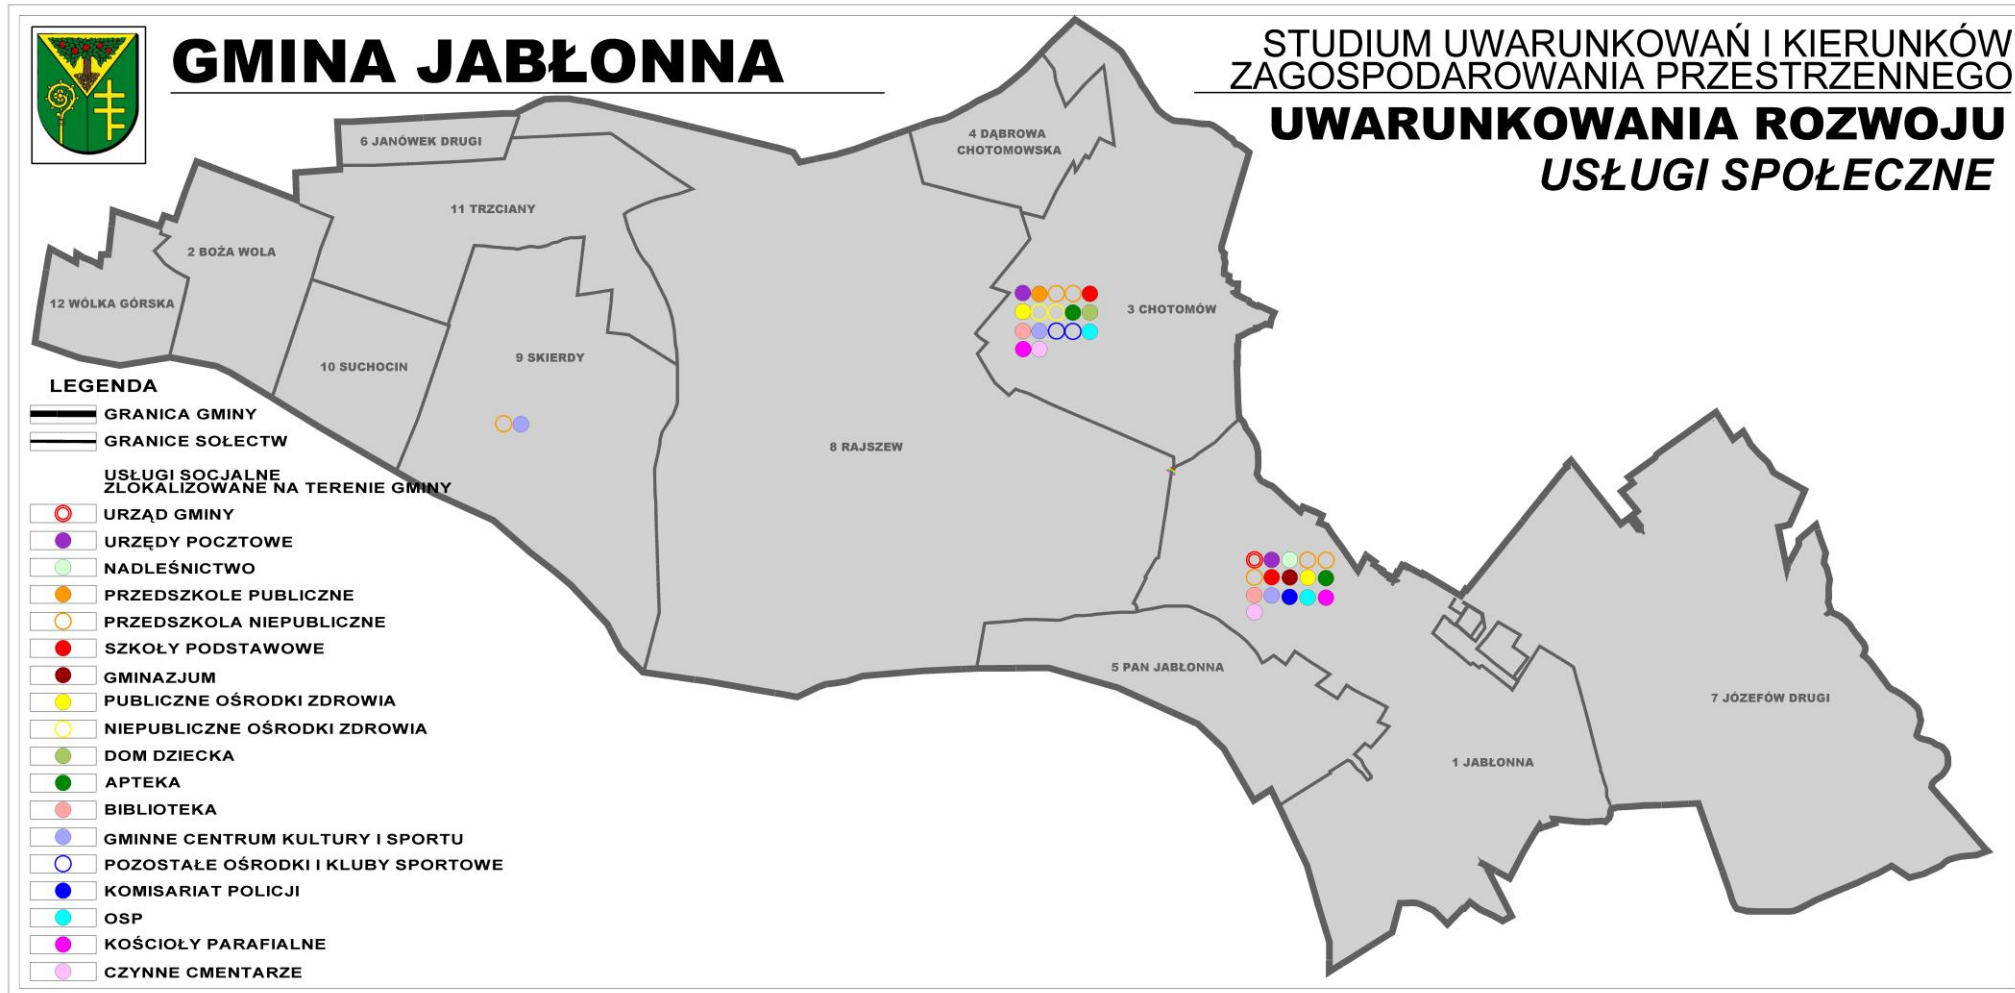 GMINA JABŁONNA
STUDIUM UWARUNKOWAŃ I KIERUNKÓW
ZAGOSPODAROWANIA PRZESTRZENNEGO
UWARUNKOWANIA ROZWOJU
USŁUGI SPOŁECZNE
6 JANÓWEK DRUGI
4 DĄBROWA
CHOTOMOWSKA
11 TRZCIANY
2 BOŻA WOLA
12 WÓLKA GÓRSKA
3 CHOTOMÓW
9 SKIERDY
10 SUCHOCIN
8 RAJSZEW
5 PAN JABŁONNA
7 JÓZEFÓW DRUGI
1 JABŁONNA
LEGENDA
GRANICA GMINY
GRANICE SOŁECTW
USŁUGI SOCJALNE
ZLOKALIZOWANE NA TERENIE GMINY
URZĄD GMINY
URZĘDY POCZTOWE
NADLEŚNICTWO
PRZEDSZKOLE PUBLICZNE
PRZEDSZKOLA NIEPUBLICZNE
SZKOŁY PODSTAWOWE
GMINAZJUM
PUBLICZNE OŚRODKI ZDROWIA
NIEPUBLICZNE OŚRODKI ZDROWIA
DOM DZIECKA
APTEKA
BIBLIOTEKA
GMINNE CENTRUM KULTURY I SPORTU
POZOSTAŁE OŚRODKI I KLUBY SPORTOWE
KOMISARIAT POLICJI
OSP
KOŚCIOŁY PARAFIALNE
CZYNNE CMENTARZE